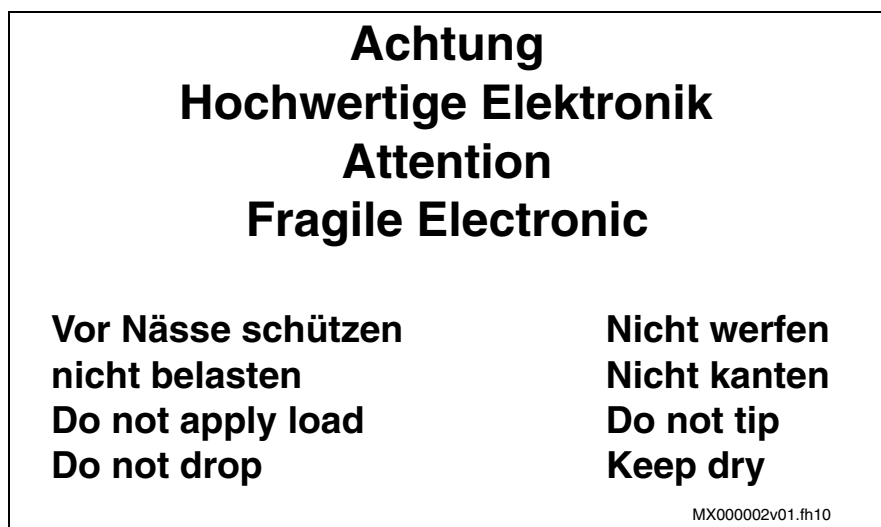 Achtung
Hochwertige Elektronik
Attention
Fragile Electronic
Vor Nässe schützen
nicht belasten
Do not apply load
Do not drop
Nicht werfen
Nicht kanten
Do not tip
Keep dry
MX000002v01.fh10